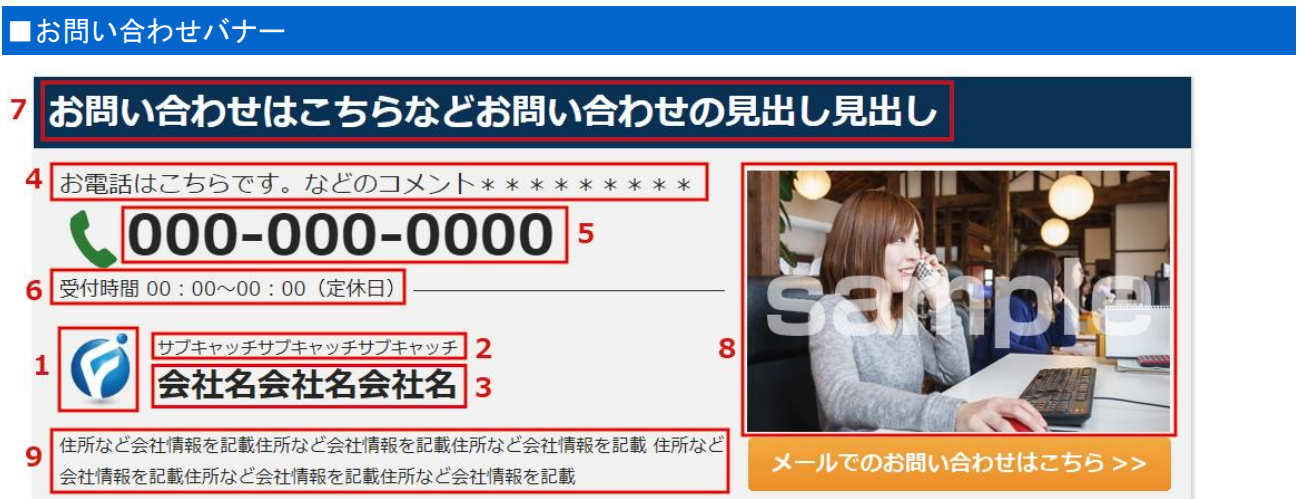 ■お問い合わせバナー
7 お問い合わせはこちらなどお問い合わせの見出し見出し
4 お電話はこちらです。などのコメント＊＊＊＊＊＊＊＊＊
000-000-0000 5
6 受付時間 00：00～00：00（定休日）
1
サブキャッチサブキャッチサブキャッチ 2
会社名会社名会社名 3
9 住所など会社情報を記載住所など会社情報を記載住所など会社情報を記載 住所など
会社情報を記載住所など会社情報を記載住所など会社情報を記載
8
sample
メールでのお問い合わせはこちら >>